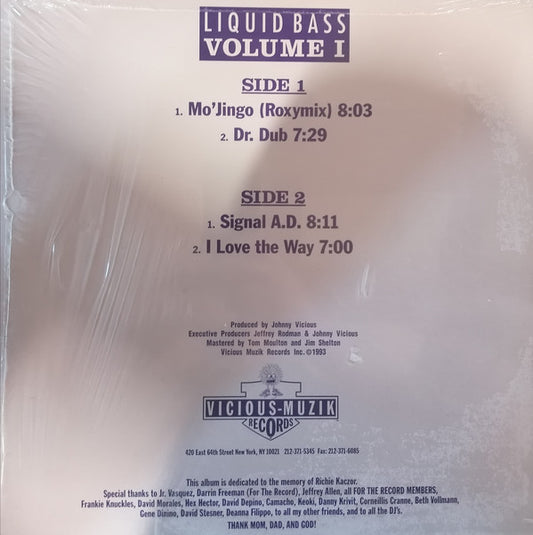 LIQUID BASS
VOLUME I
SIDE 1
1. Mo'Jingo (Roxymix) 8:03
2. Dr. Dub 7:29
SIDE 2
1. Signal A.D. 8:11
2. I Love the Way 7:00
Produced by Johnny Vicious
Executive Producers Jeffrey Rodman & Johnny Vicious
Mastered by Tom Moulton and Jim Shelton
Vicious Muzik Records Inc. ©1993
VICIOUS-MUZIK
RECORDS
420 East 64th Street New York, NY 10021 212-371-5345 Fax: 212-371-6685
This album is dedicated to the memory of Richie Kaczor.
Special thanks to Jr. Vasquez, Darrin Freeman (For The Record), Jeffrey Allen, all FOR THE RECORD MEMBERS,
Frankie Knuckles, David Morales, Hex Hector, David Depino, Camacho, Keoki, Danny Krivit, Corneillis Cranne, Beth Vollmann,
Gene Dinino, David Stesner, Deanna Filippo, to all my other friends, and to all the DJ's.
THANK MOM, DAD, AND GOD!